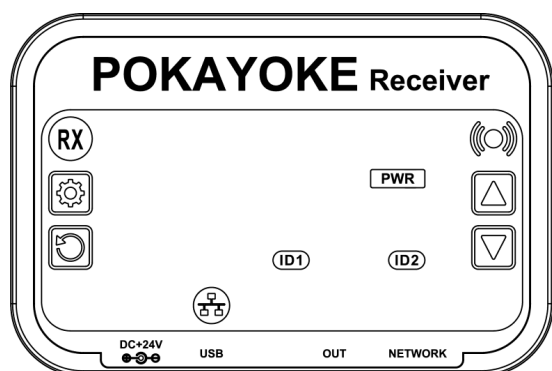 POKAYOKE Receiver
RX
PWR
ID1 ID2
DC+24V USB OUT NETWORK